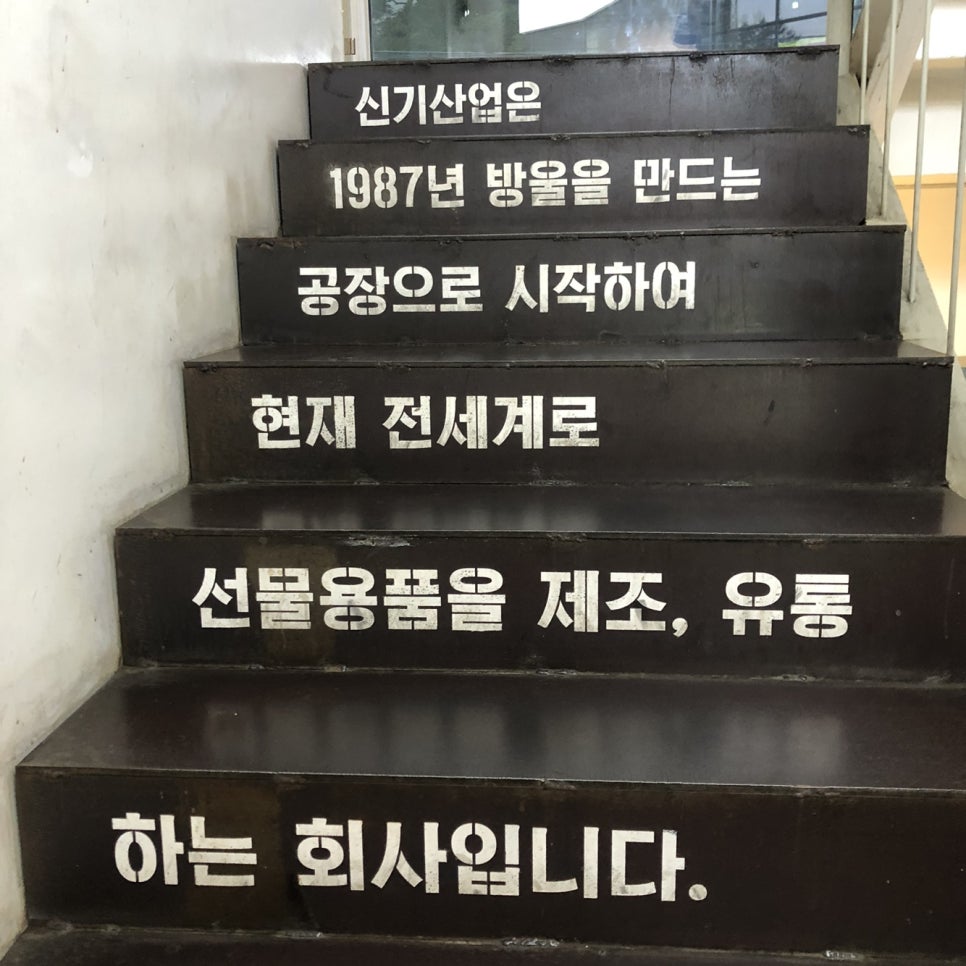 신기산업은
1987년 방울을 만드는
공장으로 시작하여
현재 전세계로
선물용품을 제조, 유통
하는 회사입니다.